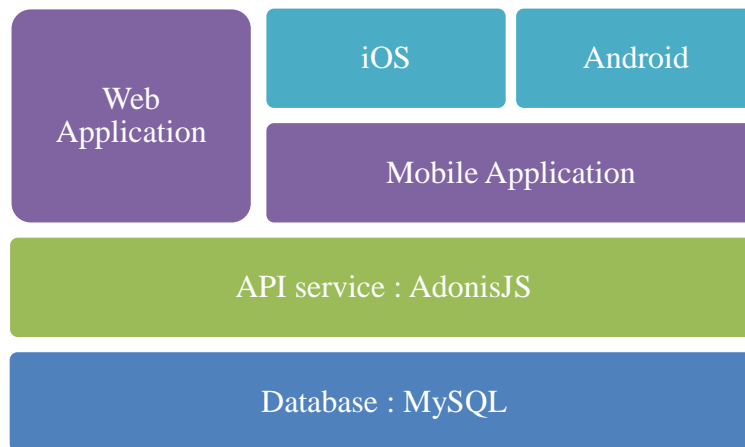 Web
Application
iOS
Android
Mobile Application
API service : AdonisJS
Database : MySQL